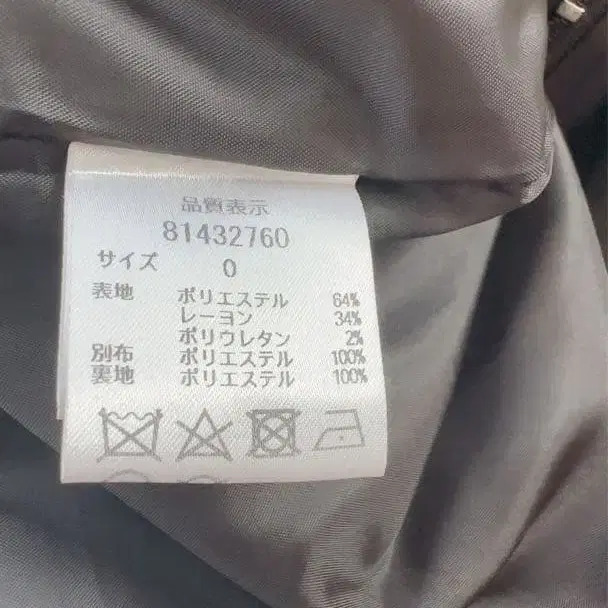 品質表示
81432760
サイズ 0
表地 ポリエステル 64%
レーヨン 34%
ポリウレタン 2%
別布 ポリエステル 100%
裏地 ポリエステル 100%